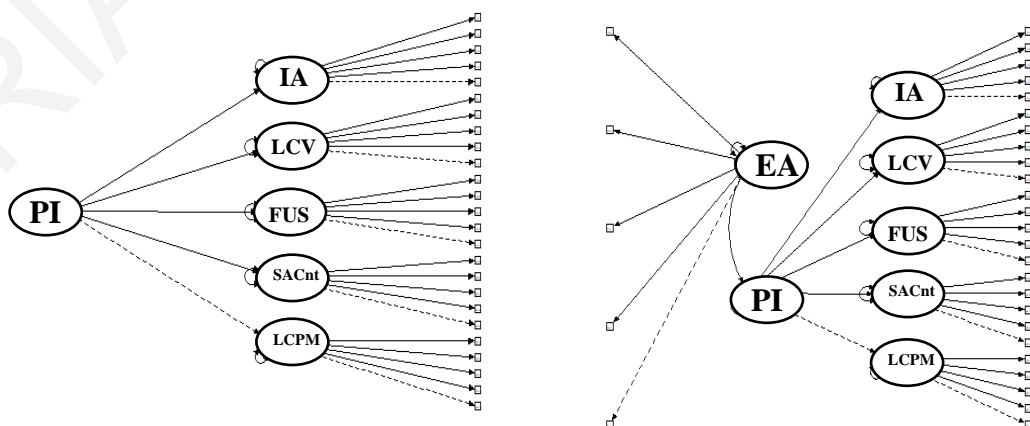 IA
LCV
PI
FUS
SACnt
LCPM
IA
EA
LCV
FUS
PI
SACnt
LCPM